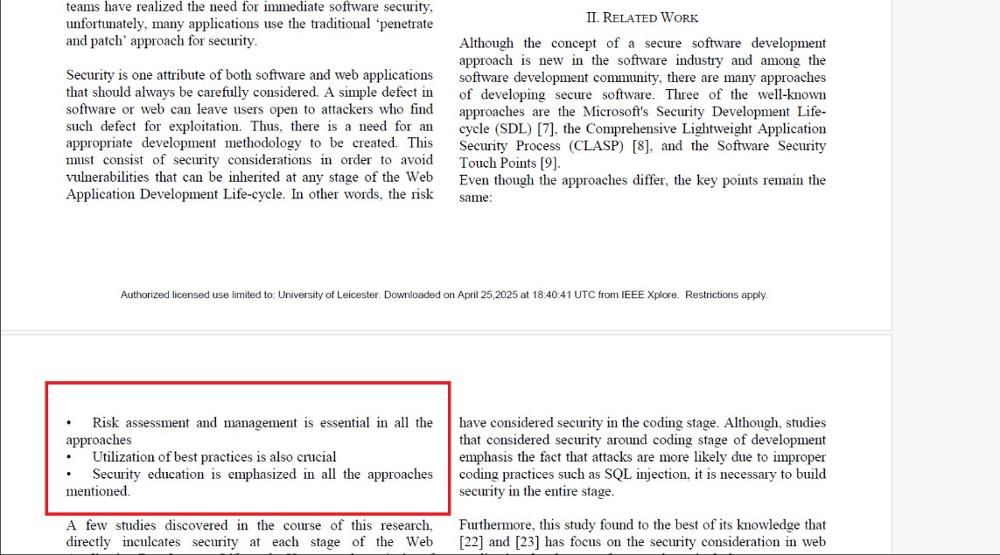 teams have realized the need for immediate software security,
unfortunately, many applications use the traditional ‘penetrate
and patch’ approach for security.
Security is one attribute of both software and web applications
that should always be carefully considered. A simple defect in
software or web can leave users open to attackers who find
such defect for exploitation. Thus, there is a need for an
appropriate development methodology to be created. This
must consist of security considerations in order to avoid
vulnerabilities that can be inherited at any stage of the Web
Application Development Life-cycle. In other words, the risk
II. RELATED WORK
Although the concept of a secure software development
approach is new in the software industry and among the
software development community, there are many approaches
of developing secure software. Three of the well-known
approaches are the Microsoft's Security Development Life-
cycle (SDL) [7], the Comprehensive Lightweight Application
Security Process (CLASP) [8], and the Software Security
Touch Points [9].
Even though the approaches differ, the key points remain the
same:
Authorized licensed use limited to: University of Leicester. Downloaded on April 25,2025 at 18:40:41 UTC from IEEE Xplore. Restrictions apply.
• Risk assessment and management is essential in all the
approaches
• Utilization of best practices is also crucial
• Security education is emphasized in all the approaches
mentioned.
A few studies discovered in the course of this research,
directly inculcates security at each stage of the Web
have considered security in the coding stage. Although, studies
that considered security around coding stage of development
emphasis the fact that attacks are more likely due to improper
coding practices such as SQL injection, it is necessary to build
security in the entire stage.
Furthermore, this study found to the best of its knowledge that
[22] and [23] has focus on the security consideration in web